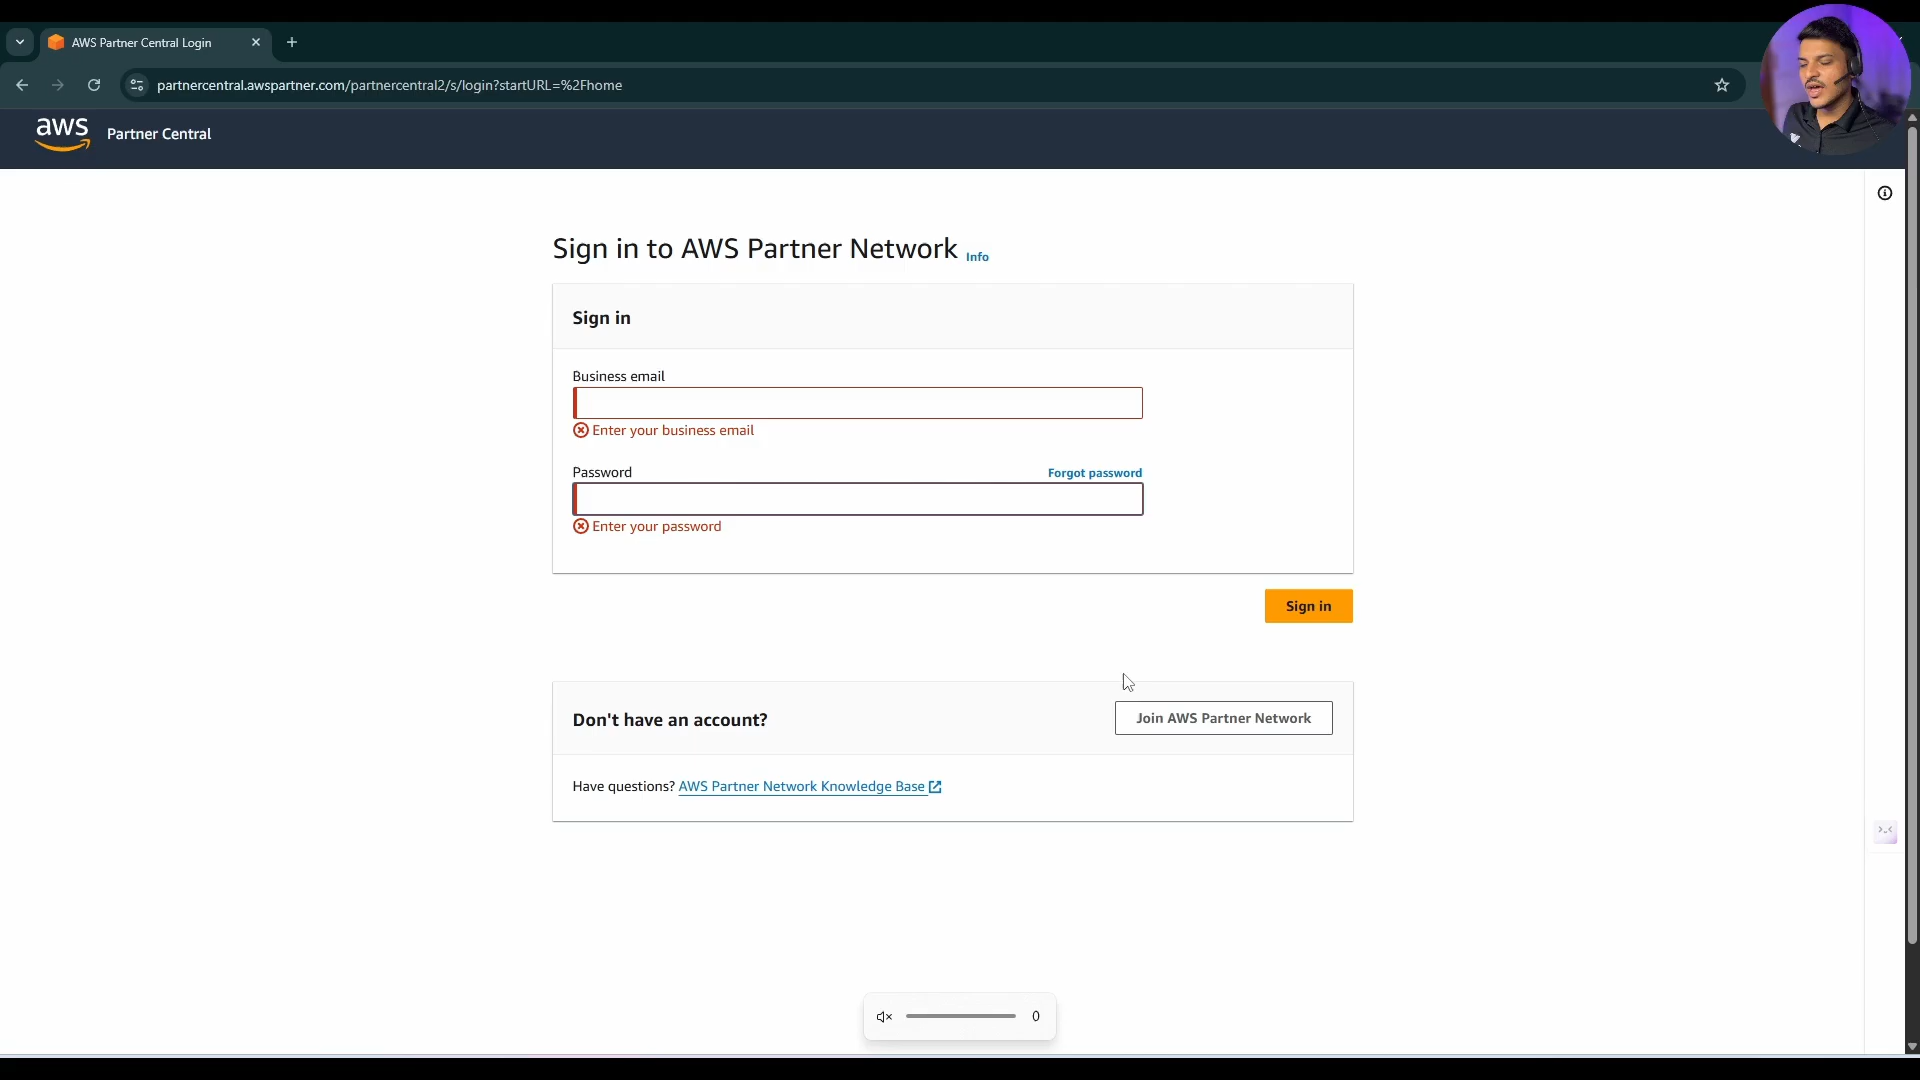 AWS Partner Central Login
partnercentral.awspartner.com/partnercentral2/s/login?startURL=%2Fhome
aws Partner Central
Sign in to AWS Partner Network Info
Sign in
Business email
Enter your business email
Password Forgot password
Enter your password
Sign in
Don't have an account? Join AWS Partner Network
Have questions? AWS Partner Network Knowledge Base
0